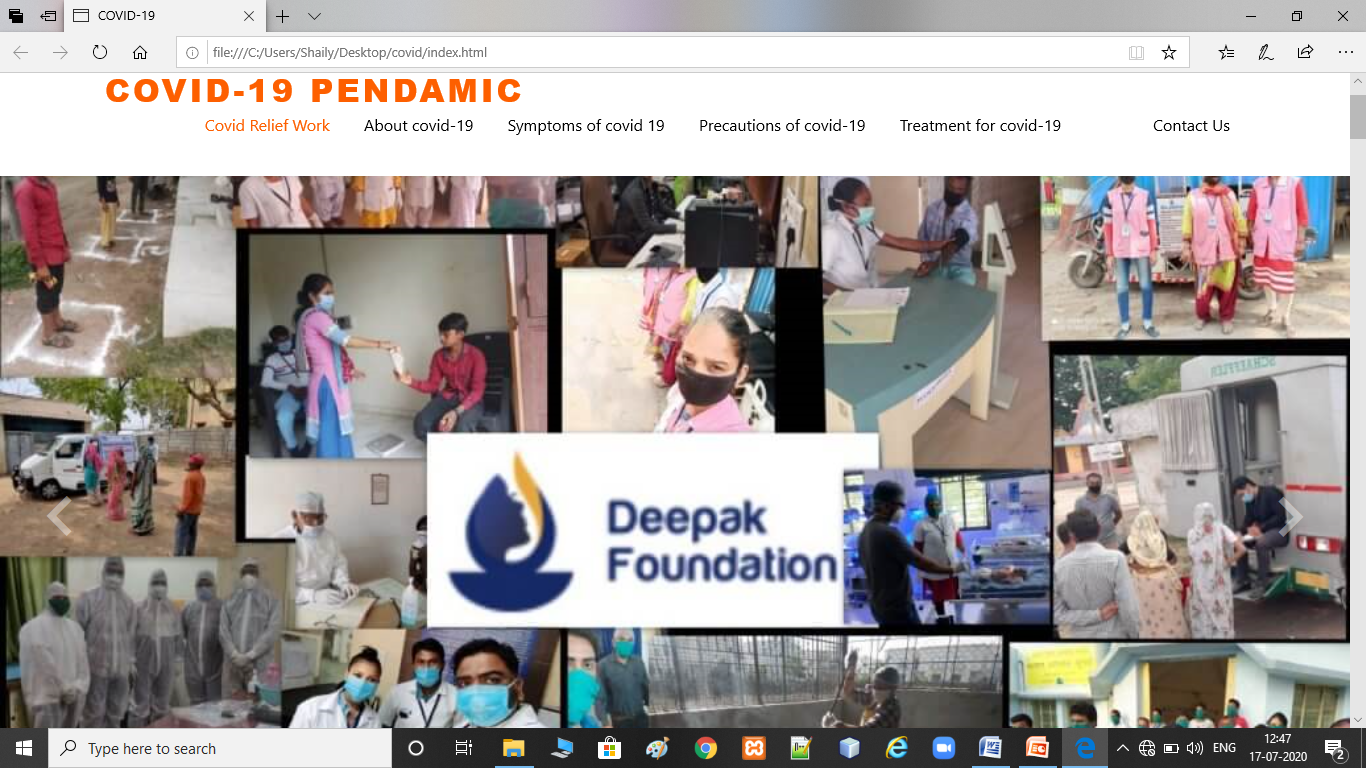 COVID-19
file:///C:/Users/Shaily/Desktop/covid/index.html
COVID-19 PENDAMIC
Covid Relief Work About covid-19 Symptoms of covid 19 Precautions of covid-19 Treatment for covid-19 Contact Us
SCHAEFFLER
Deepak
Foundation
Type here to search
ENG
12:47
17-07-2020
2